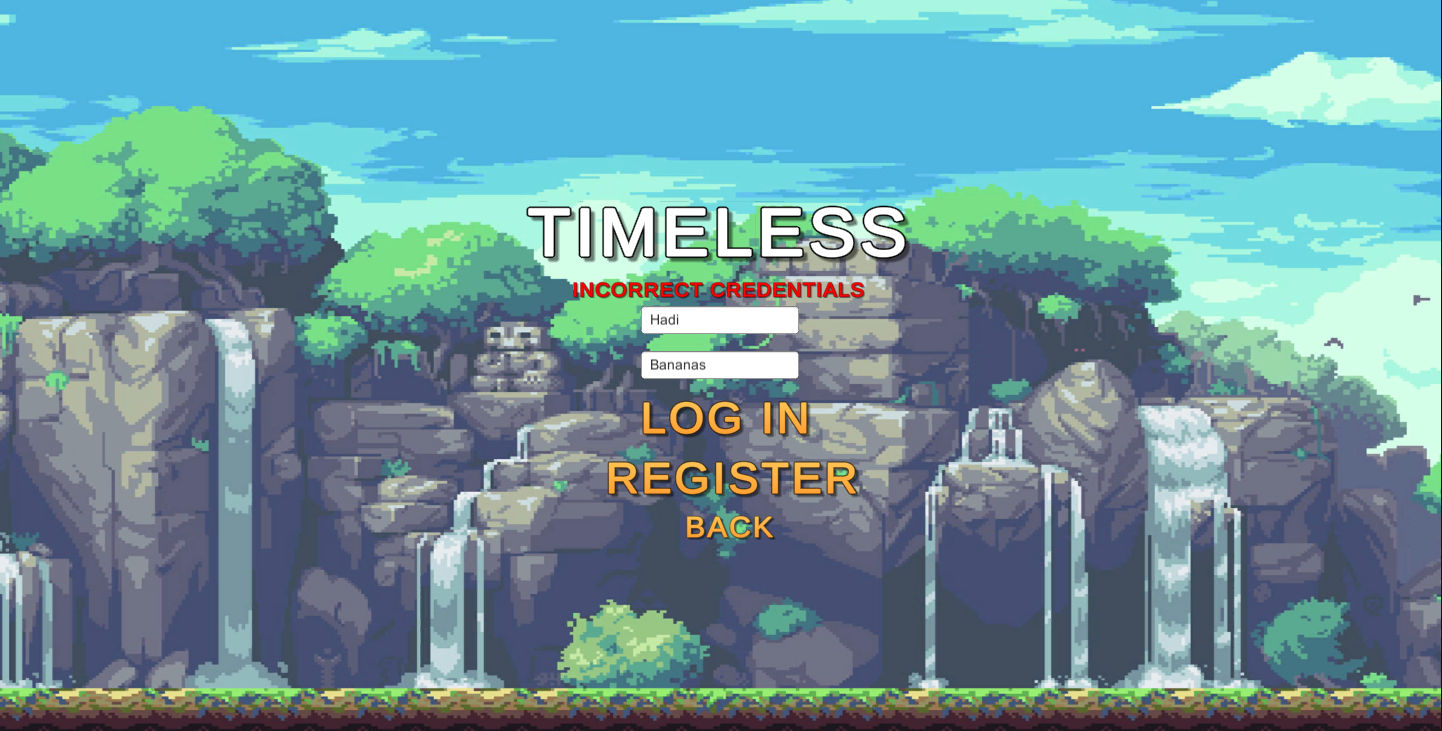 TIMELESS
INCORRECT CREDENTIALS
Hadi
Bananas
LOG IN
REGISTER
BACK